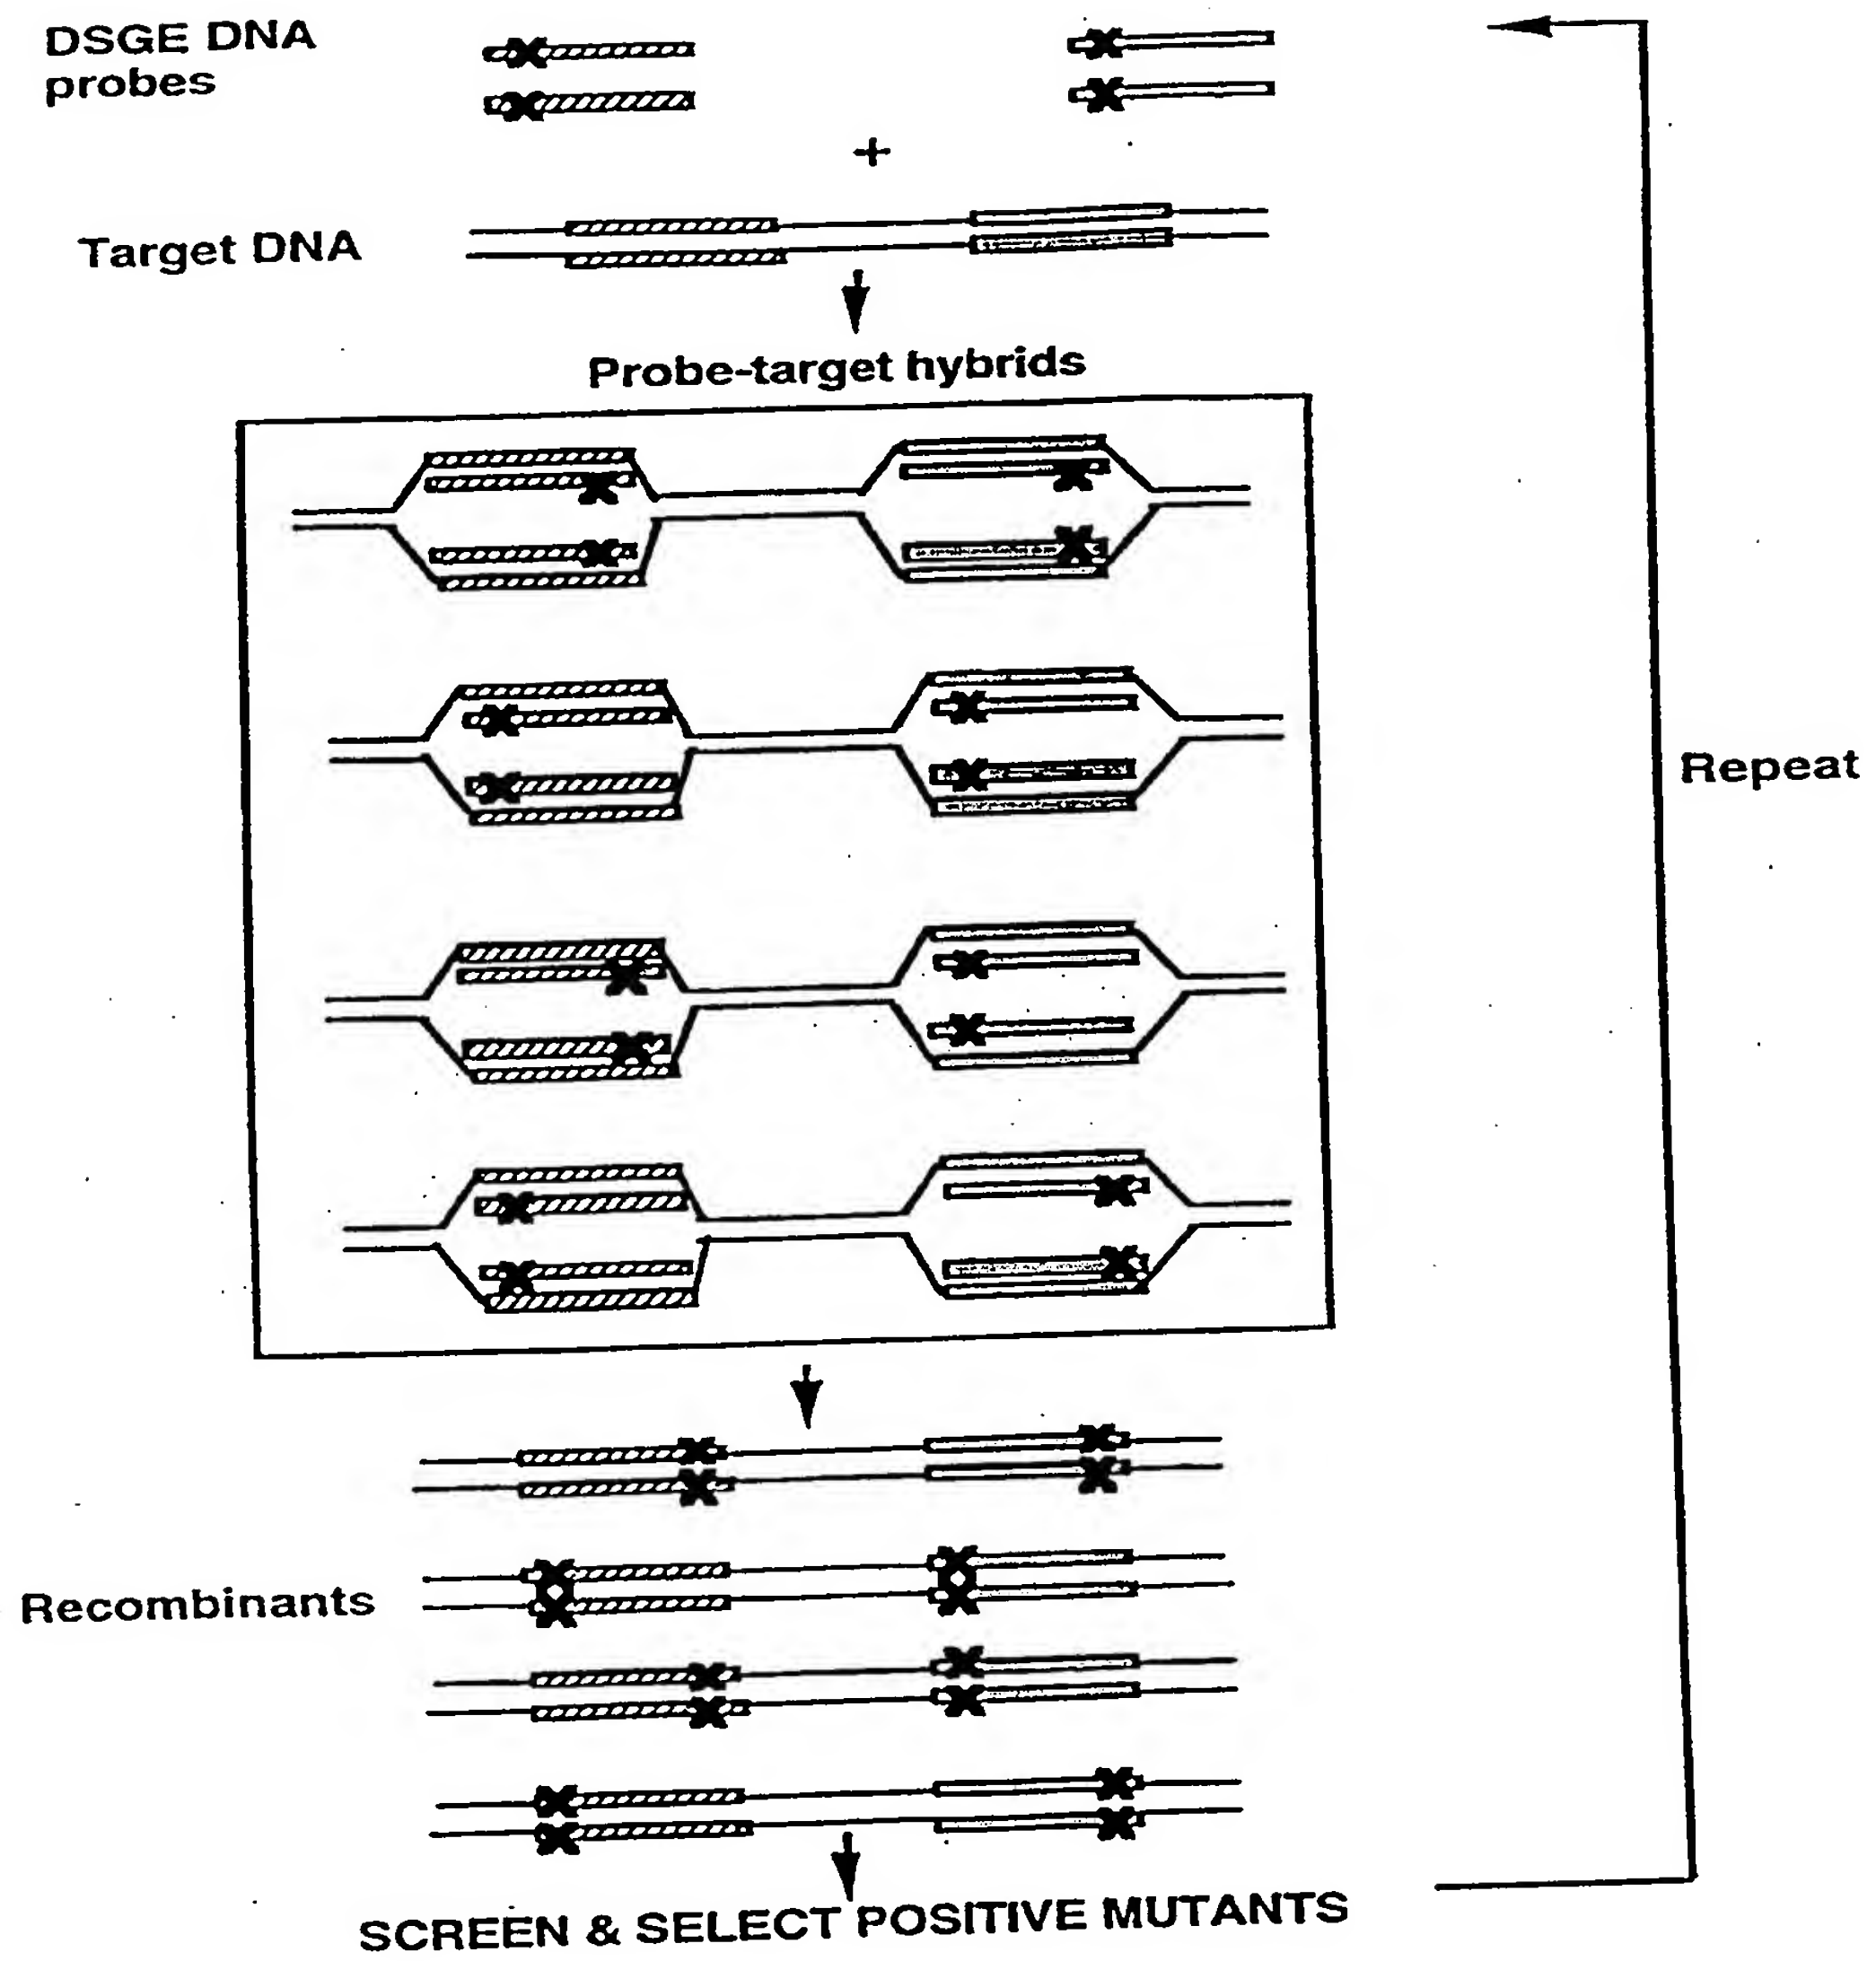 DSGE DNA
probes
+
Target DNA
Probe-target hybrids
Repeat
Recombinants
SCREEN & SELECT POSITIVE MUTANTS